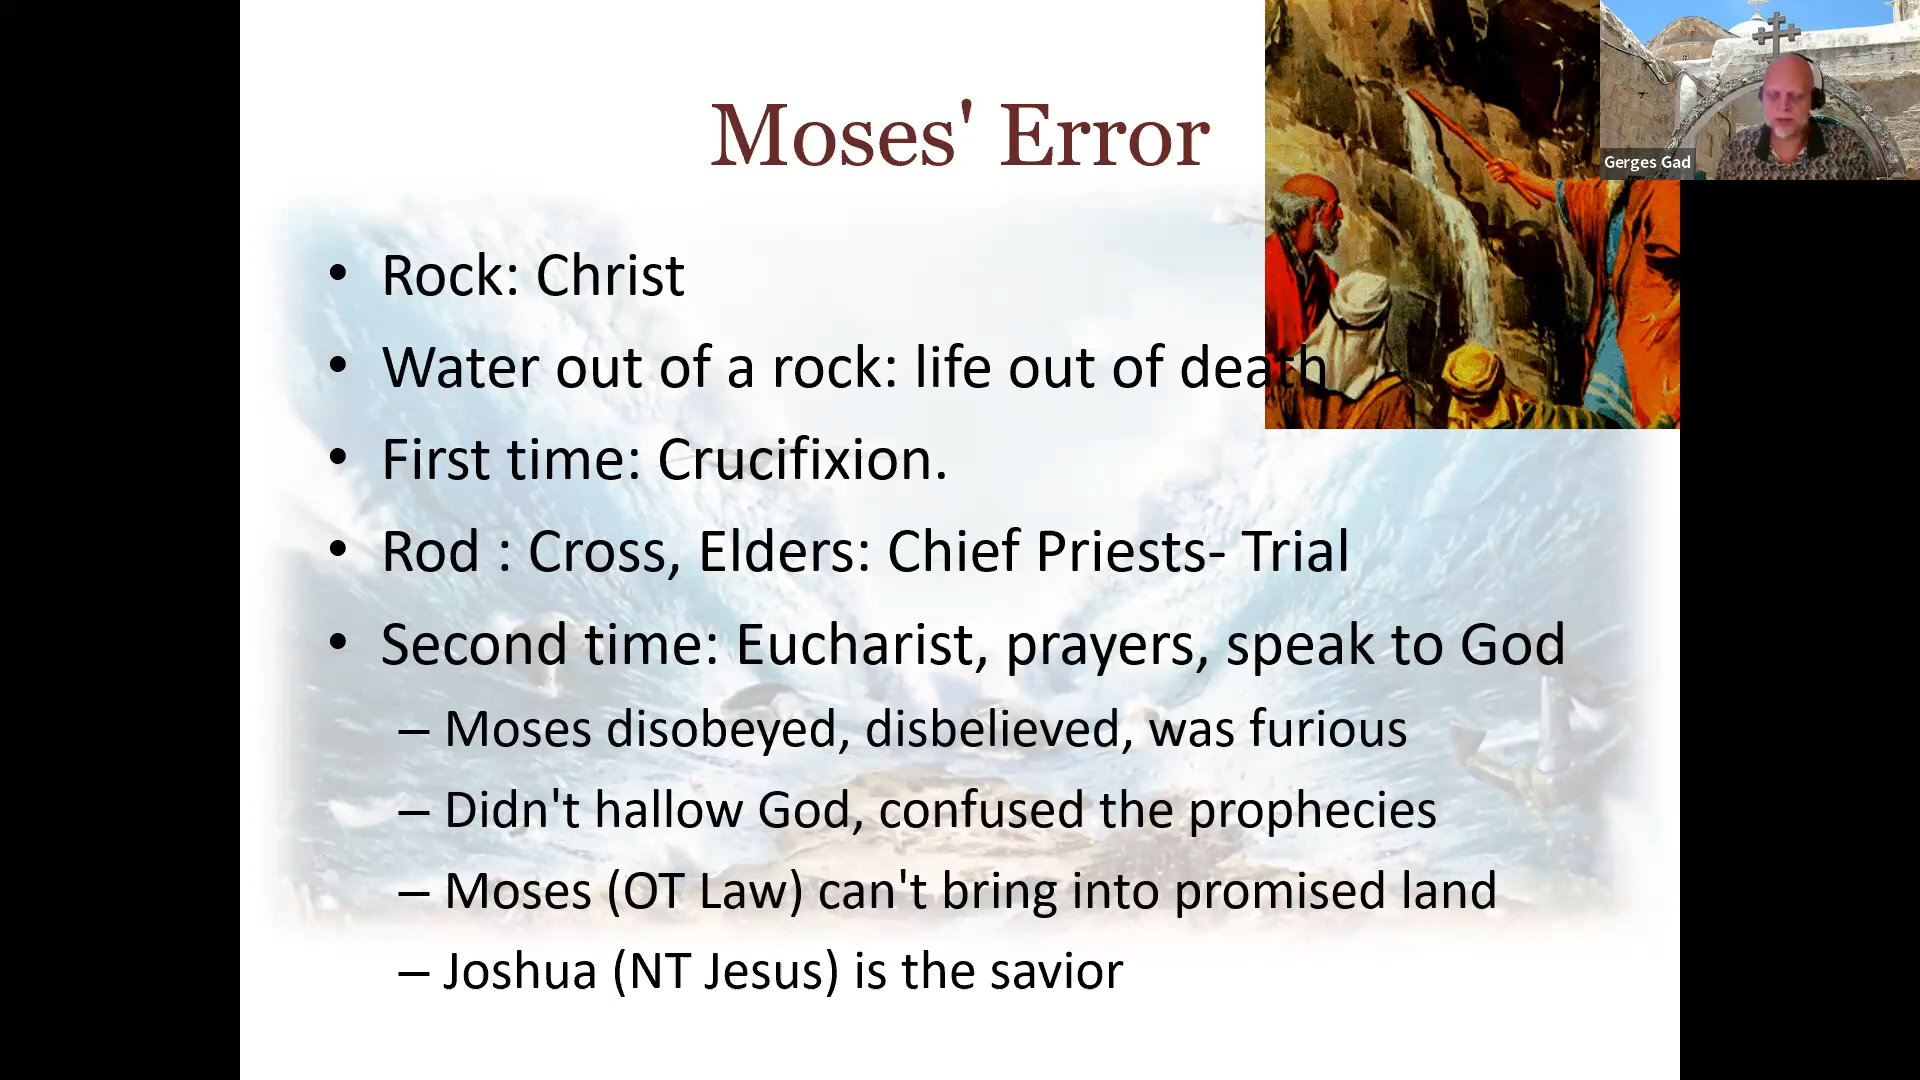 Moses' Error
Gerges Gad
• Rock: Christ
• Water out of a rock: life out of death
• First time: Crucifixion.
• Rod : Cross, Elders: Chief Priests- Trial
• Second time: Eucharist, prayers, speak to God
– Moses disobeyed, disbelieved, was furious
– Didn't hallow God, confused the prophecies
– Moses (OT Law) can't bring into promised land
– Joshua (NT Jesus) is the savior